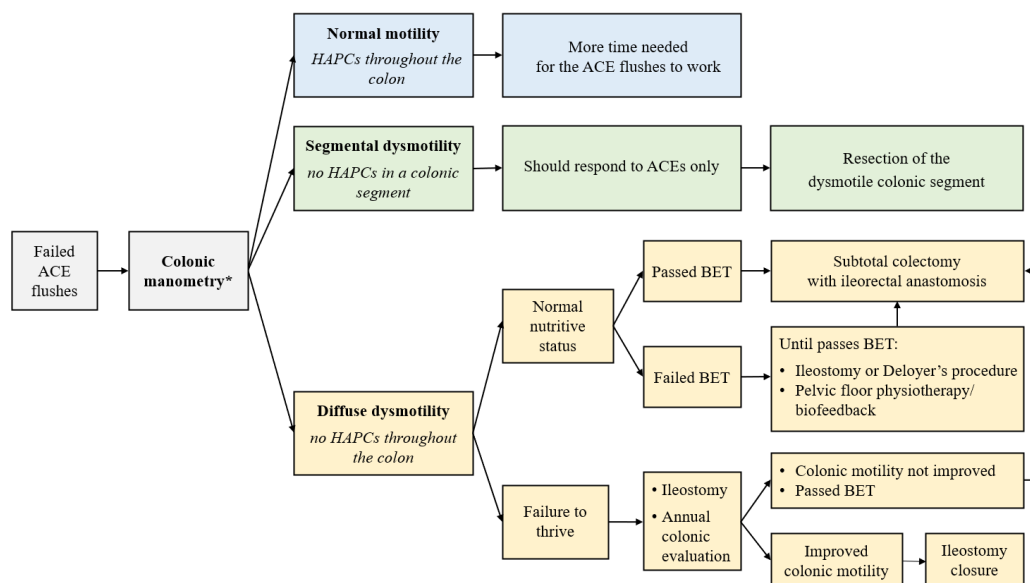 Failed
ACE
flushes
Colonic
manometry*
Normal motility
HAPCs throughout the
colon
More time needed
for the ACE flushes to work
Segmental dysmotility
no HAPCs in a colonic
segment
Should respond to ACEs only
Resection of the
dysmotile colonic segment
Diffuse dysmotility
no HAPCs throughout
the colon
Normal
nutritive
status
Passed BET
Subtotal colectomy
with ileorectal anastomosis
Failed BET
Until passes BET:
• Ileostomy or Deloyer’s procedure
• Pelvic floor physiotherapy/
biofeedback
Failure to
thrive
• Ileostomy
• Annual
colonic
evaluation
• Colonic motility not improved
• Passed BET
Improved
colonic motility
Ileostomy
closure